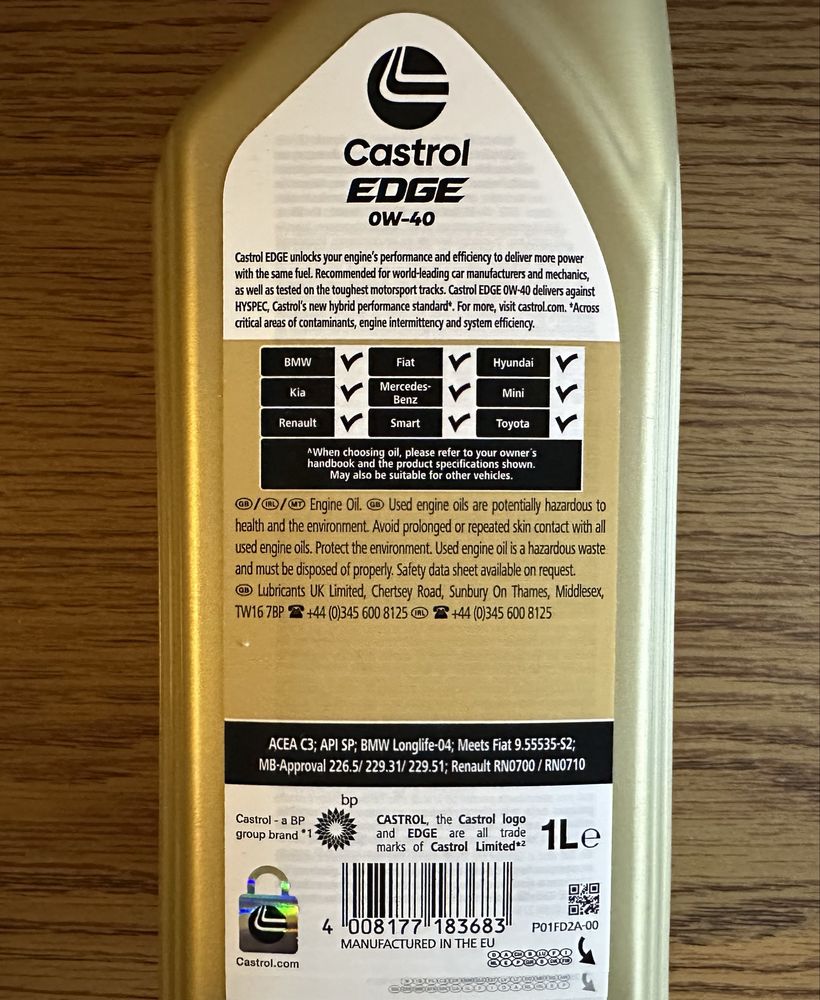 Castrol
EDGE
0W-40
Castrol EDGE unlocks your engine's performance and efficiency to deliver more power
with the same fuel. Recommended for world-leading car manufacturers and mechanics,
as well as tested on the toughest motorsport tracks. Castrol EDGE 0W-40 delivers against
HYSPEC, Castrol's new hybrid performance standard*. For more, visit castrol.com. *Across
critical areas of contaminants, engine intermittency and system efficiency.
BMW ✓ Fiat ✓ Hyundai ✓
Kia ✓ Mercedes-
Benz ✓ Mini ✓
Renault ✓ Smart ✓ Toyota ✓
^When choosing oil, please refer to your owner's
handbook and the product specifications shown.
May also be suitable for other vehicles.
GB/IRL/MT Engine Oil. GB Used engine oils are potentially hazardous to
health and the environment. Avoid prolonged or repeated skin contact with all
used engine oils. Protect the environment. Used engine oil is a hazardous waste
and must be disposed of properly. Safety data sheet available on request.
GB Lubricants UK Limited, Chertsey Road, Sunbury On Thames, Middlesex,
TW16 7BP ☎ +44 (0)345 600 8125 IRL ☎ +44 (0)345 600 8125
ACEA C3; API SP; BMW Longlife-04; Meets Fiat 9.55535-S2;
MB-Approval 226.5/ 229.31/ 229.51; Renault RN0700 / RN0710
bp
Castrol - a BP
group brand *1
CASTROL, the Castrol logo
and EDGE are all trade
marks of Castrol Limited*2
1L e
4 008177 183683
MANUFACTURED IN THE EU
P01FD2A-00
Castrol.com